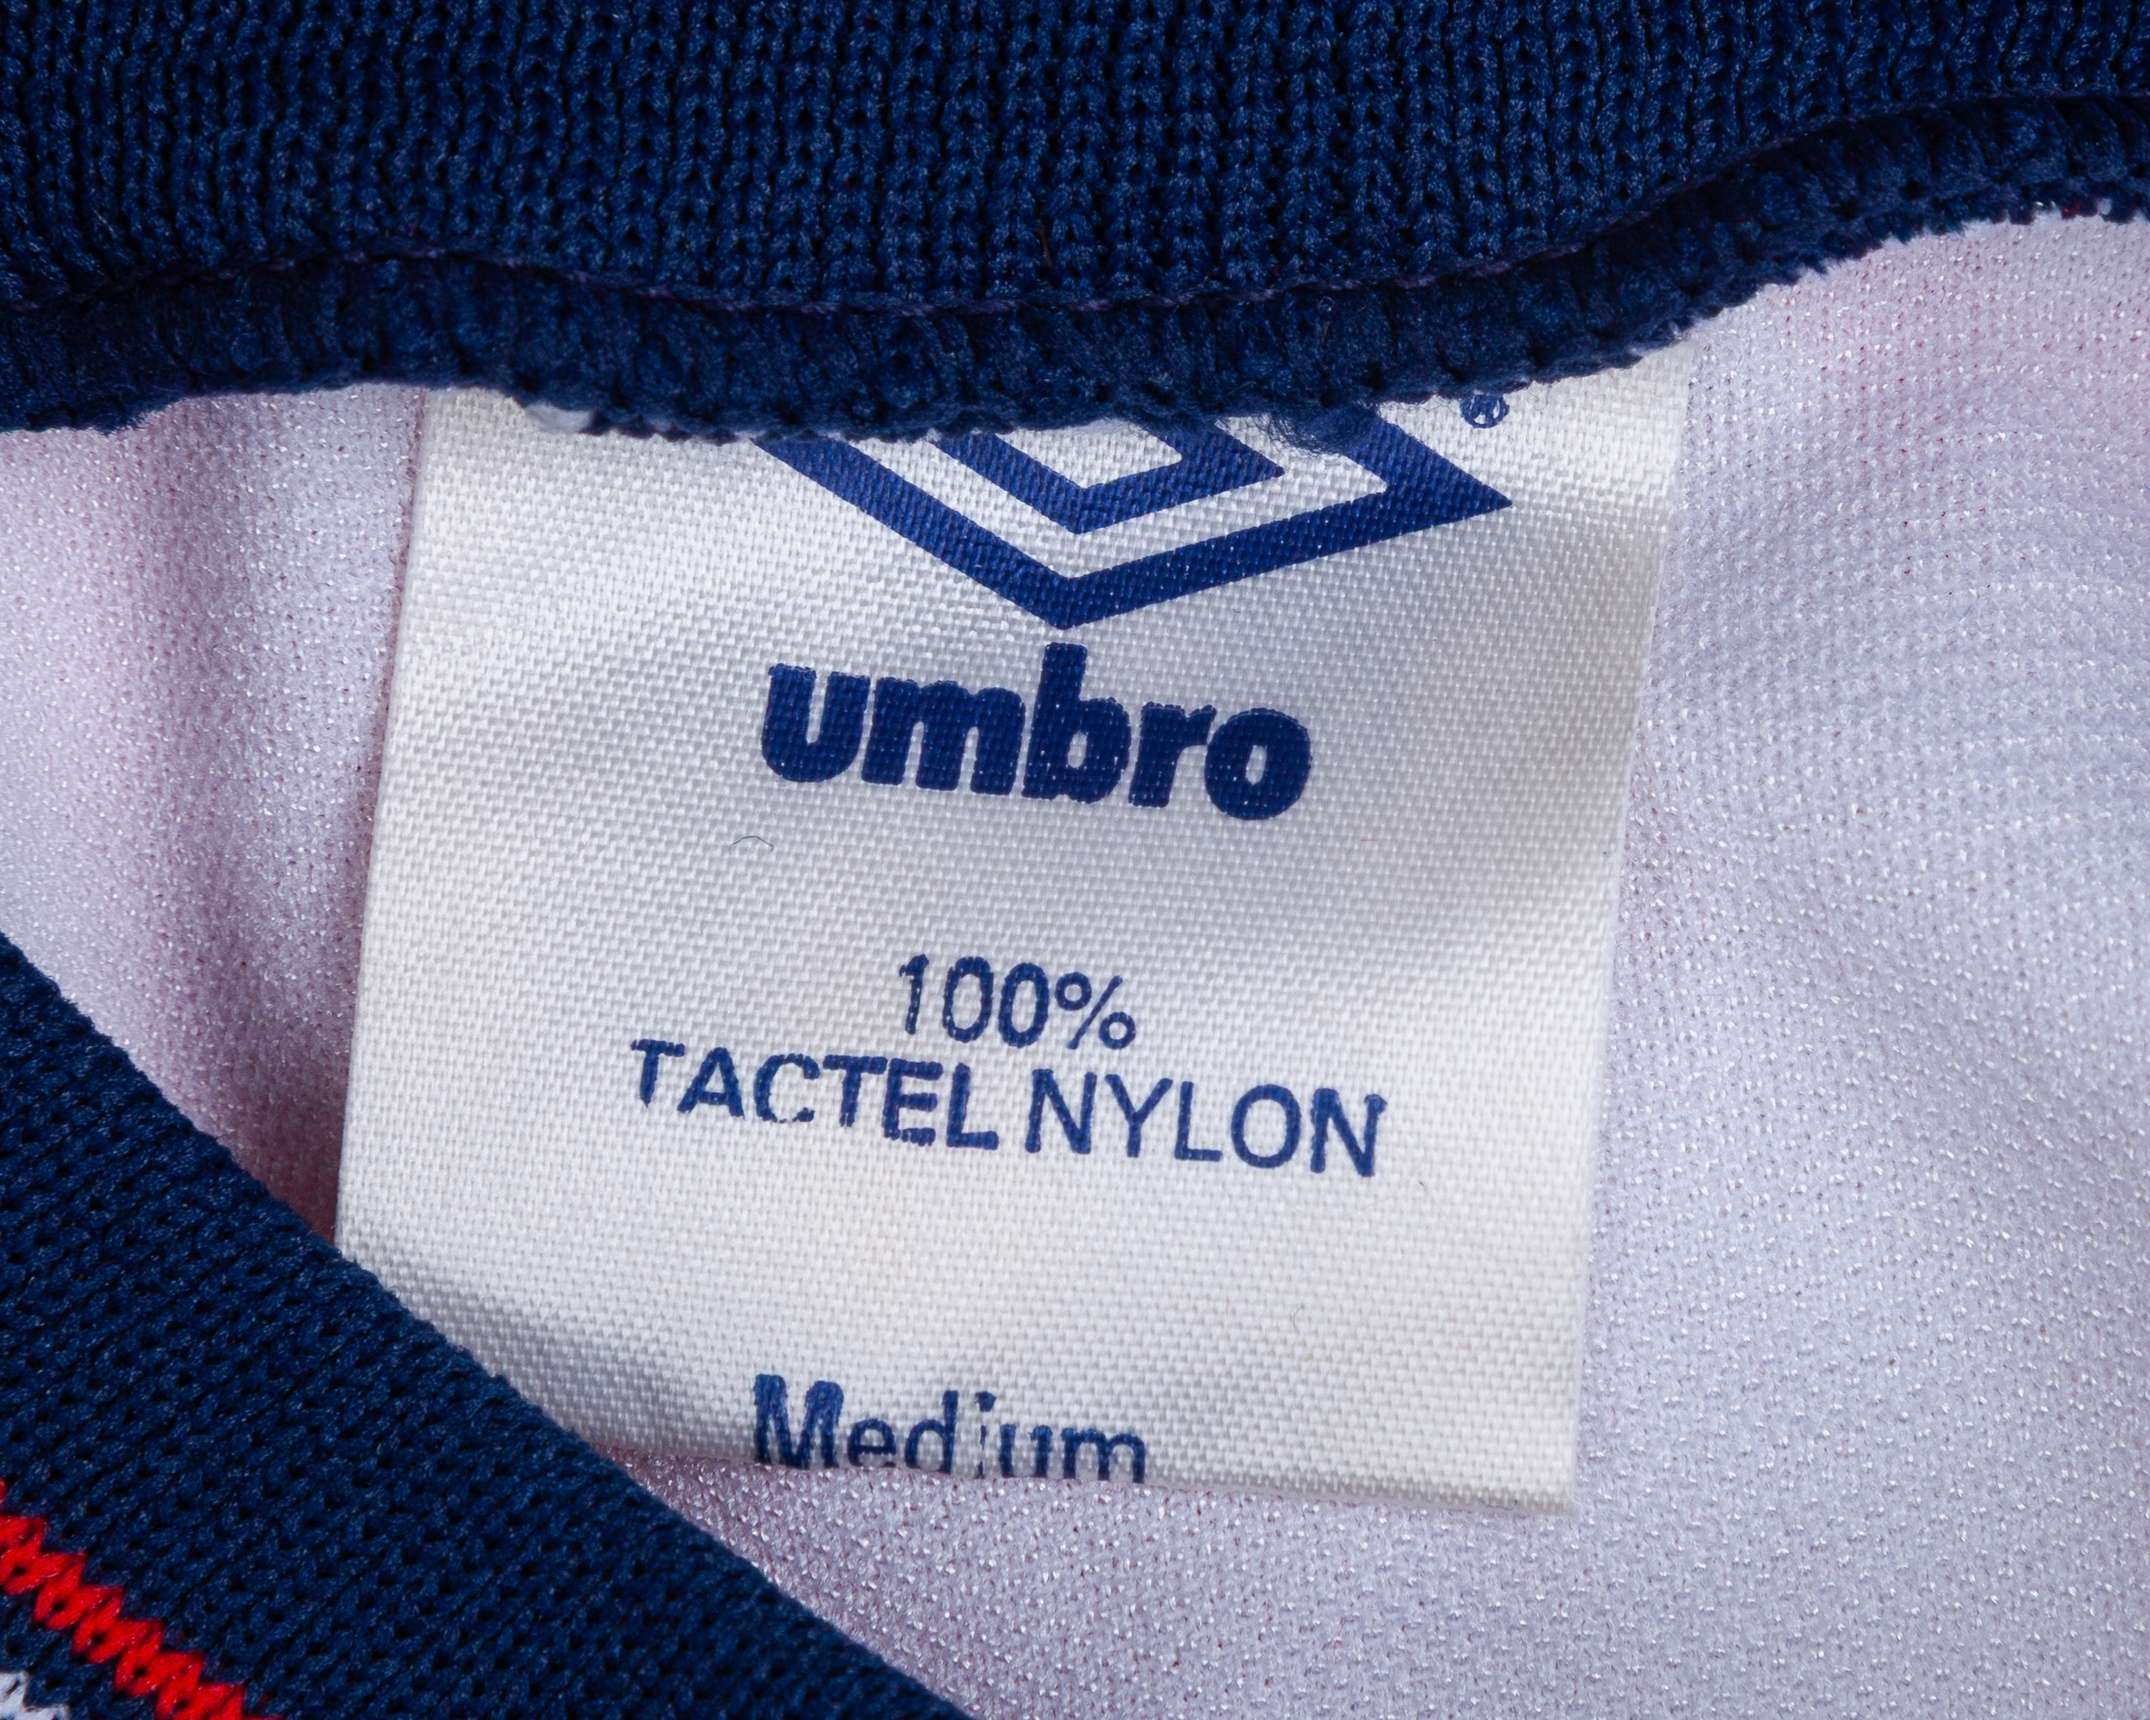 umbro
100%
TACTEL NYLON
Medium